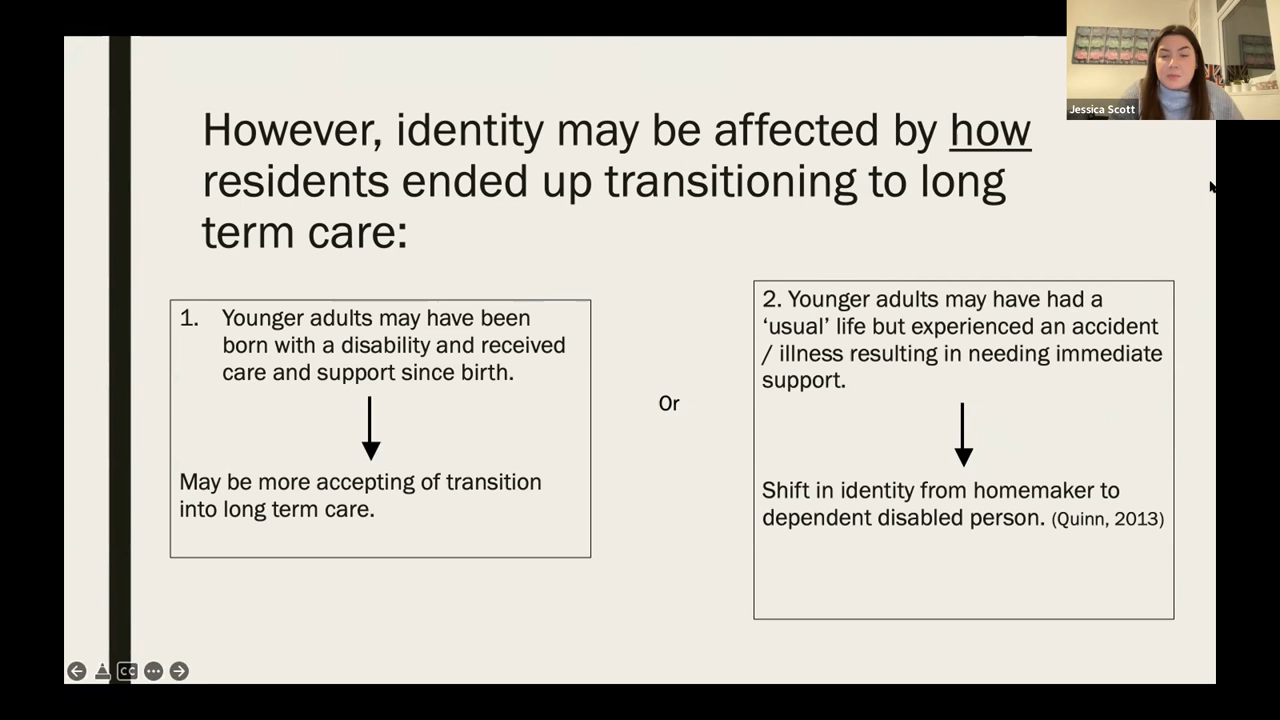 Jessica Scott
However, identity may be affected by how
residents ended up transitioning to long
term care:
1. Younger adults may have been
born with a disability and received
care and support since birth.
May be more accepting of transition
into long term care.
Or
2. Younger adults may have had a
‘usual’ life but experienced an accident
/ illness resulting in needing immediate
support.
Shift in identity from homemaker to
dependent disabled person. (Quinn, 2013)
CC